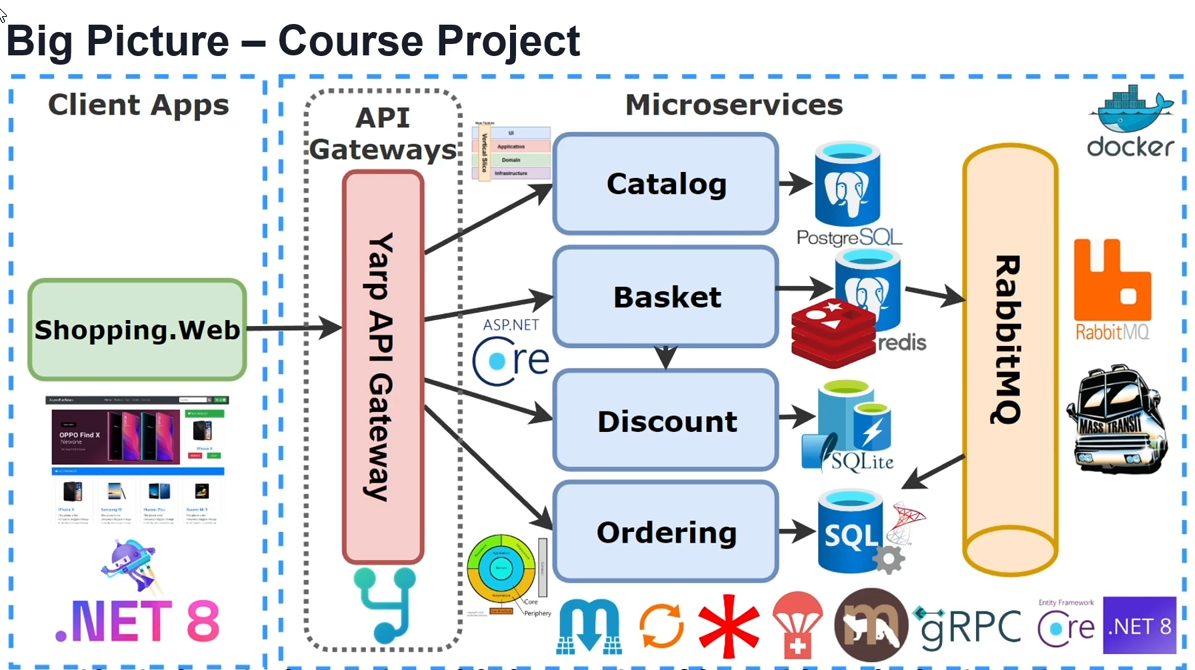 Big Picture – Course Project
Client Apps
Shopping.Web
OPPO Find X
.NET 8
API
Gateways
Yarp API Gateway
Microservices
UI
Application
Domain
Infrastructure
Vertical Slice
Catalog
PostgreSQL
Basket
redis
ASP.NET
Core
Discount
SQLite
Ordering
SQL
Core
Periphery
RabbitMQ
docker
RabbitMQ
MASS TRANSIT
m
gRPC
Entity Framework
Core
.NET 8